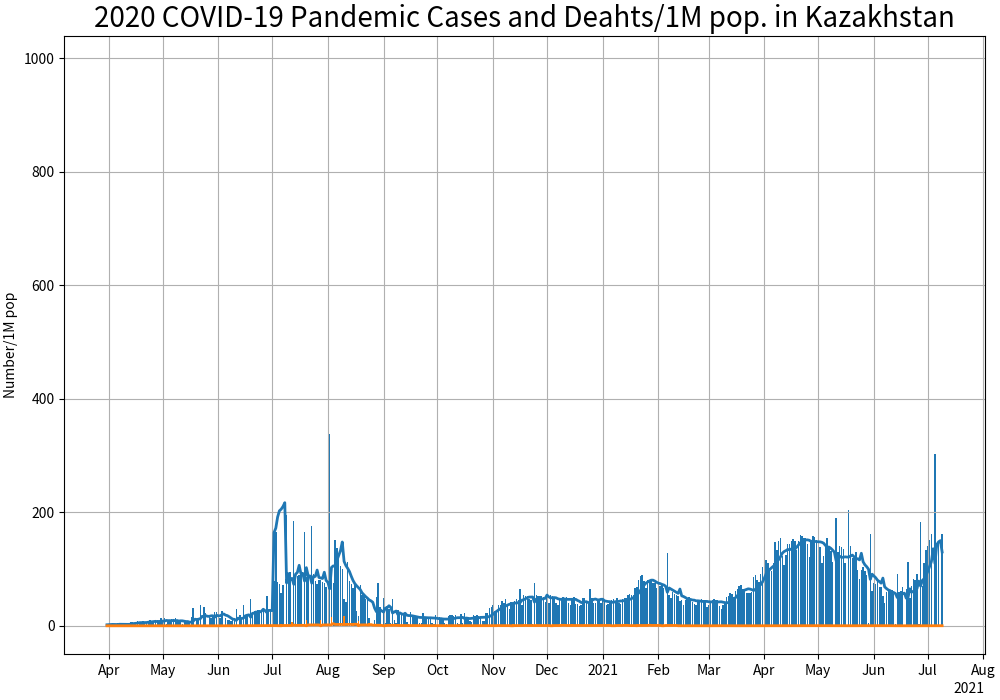 2020 COVID-19 Pandemic Cases and Deahts/1M pop. in Kazakhstan
Number/1M pop
1000
800
600
400
200
0
Apr May Jun Jul Aug Sep Oct Nov Dec 2021 Feb Mar Apr May Jun Jul Aug
2021